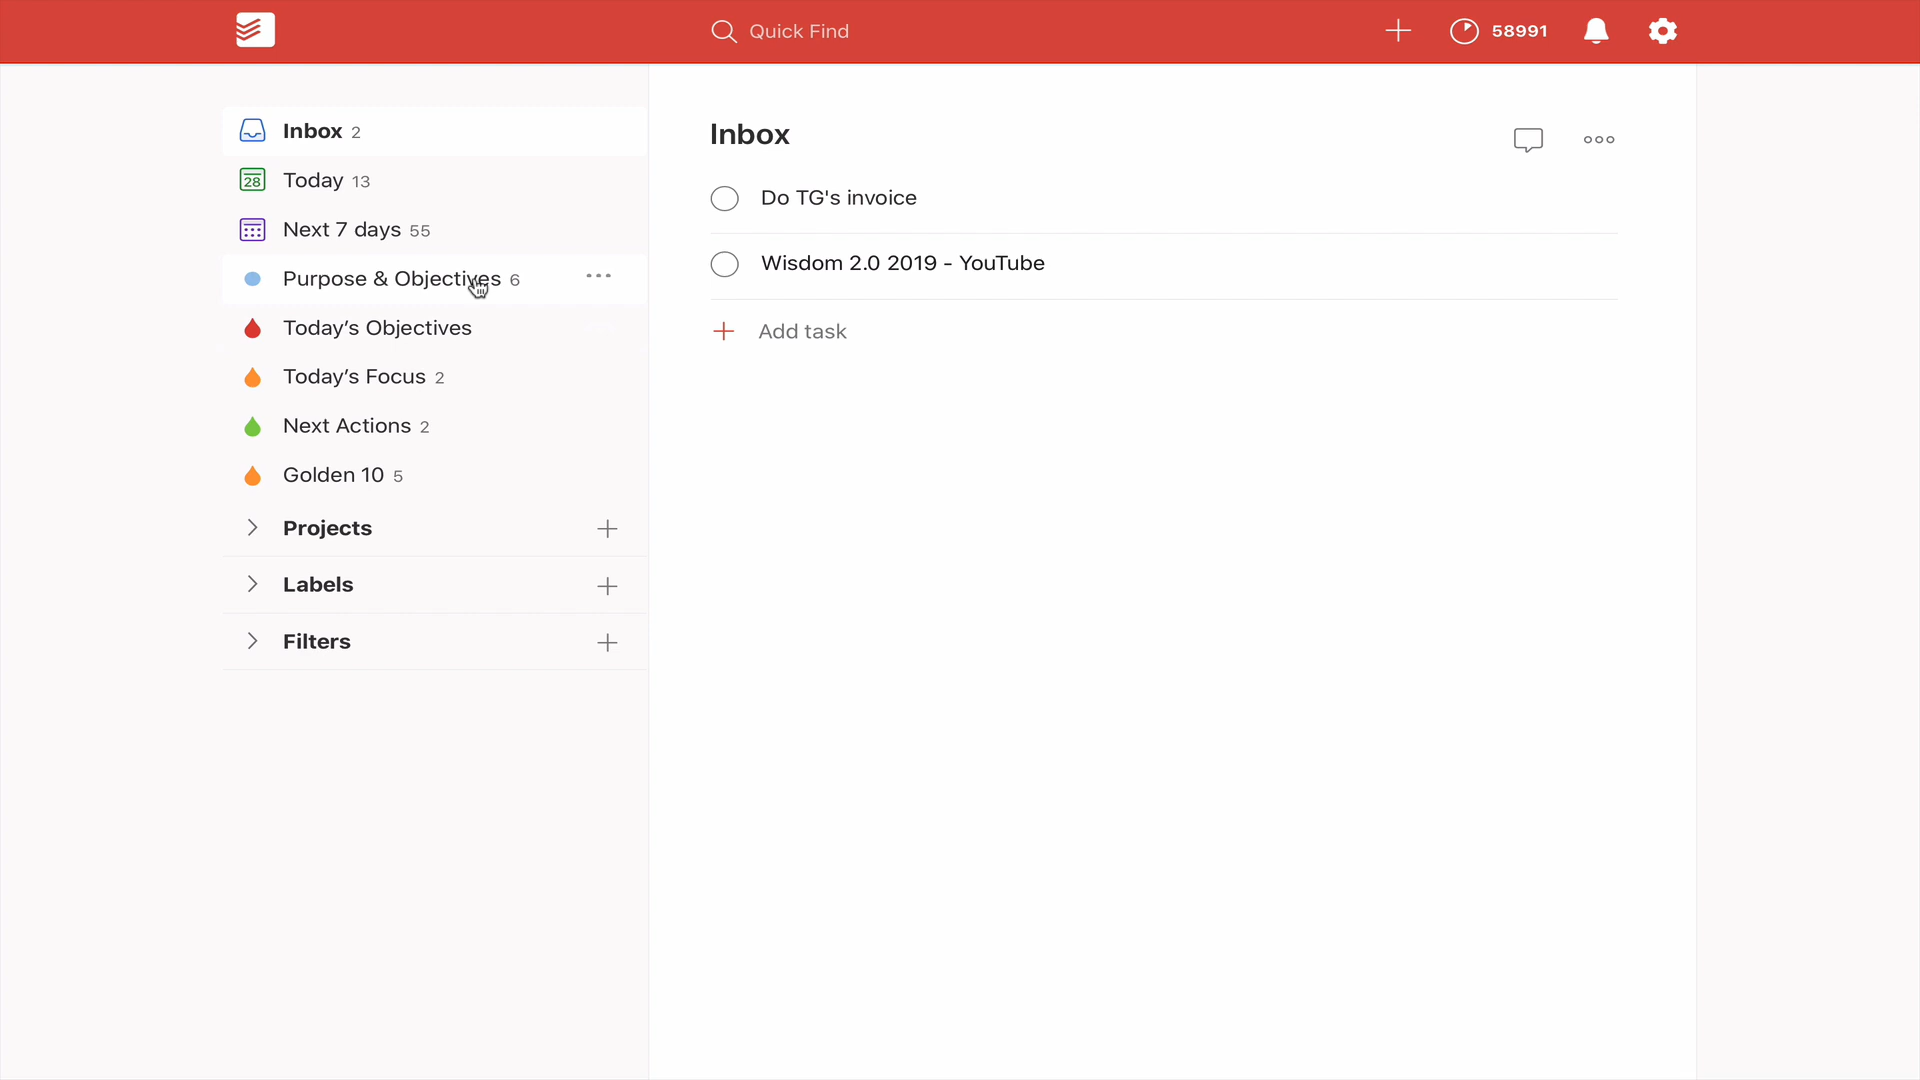 Quick Find
58991
Inbox 2
28
Today 13
Next 7 days 55
Purpose & Objectives 6
Today's Objectives
Today's Focus 2
Next Actions 2
Golden 10 5
Projects
Labels
Filters
Inbox
Do TG's invoice
Wisdom 2.0 2019 - YouTube
Add task